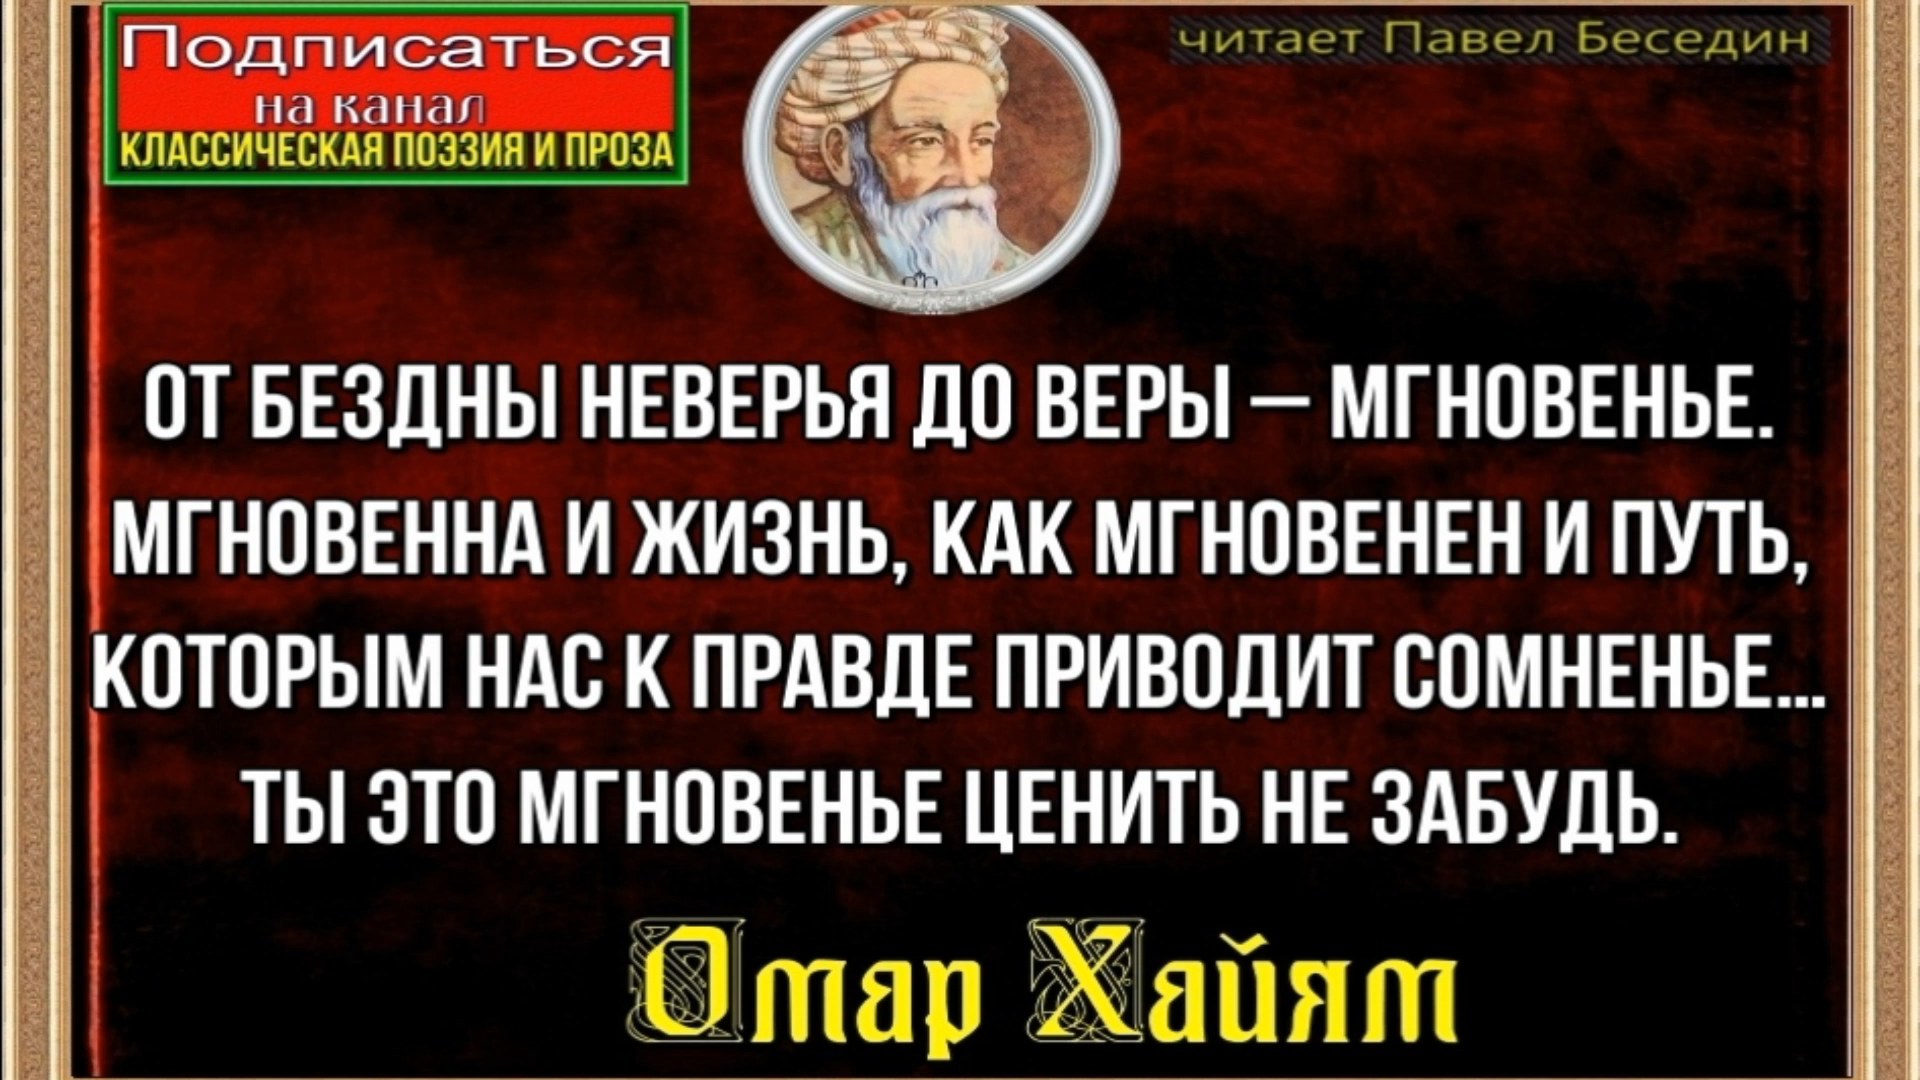 Подписаться
на канал
КЛАССИЧЕСКАЯ ПОЭЗИЯ И ПРОЗА
читает Павел Беседин
ОТ БЕЗДНЫ НЕВЕРЬЯ ДО ВЕРЫ – МГНОВЕНЬЕ.
МГНОВЕННА И ЖИЗНЬ, КАК МГНОВЕНЕН И ПУТЬ,
КОТОРЫМ НАС К ПРАВДЕ ПРИВОДИТ СОМНЕНЬЕ...
ТЫ ЭТО МГНОВЕНЬЕ ЦЕНИТЬ НЕ ЗАБУДЬ.
Омар Хайям